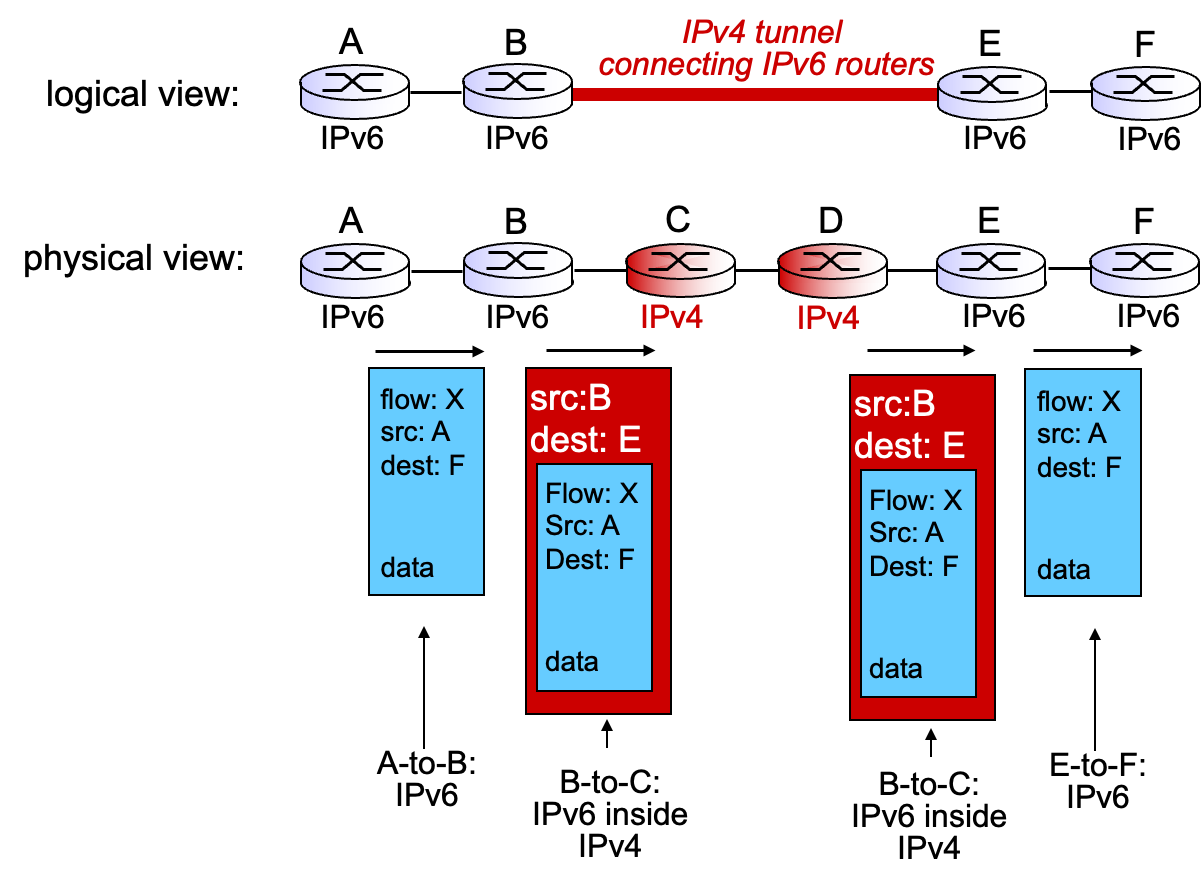 IPv4 tunnel
connecting IPv6 routers
A
B
E
F
logical view:
IPv6
IPv6
IPv6
IPv6
A
B
C
D
E
F
physical view:
IPv6
IPv6
IPv4
IPv4
IPv6
IPv6
flow: X
src: A
dest: F
data
src:B
dest: E
Flow: X
Src: A
Dest: F
data
src:B
dest: E
Flow: X
Src: A
Dest: F
data
flow: X
src: A
dest: F
data
A-to-B:
IPv6
B-to-C:
IPv6 inside
IPv4
B-to-C:
IPv6 inside
IPv4
E-to-F:
IPv6